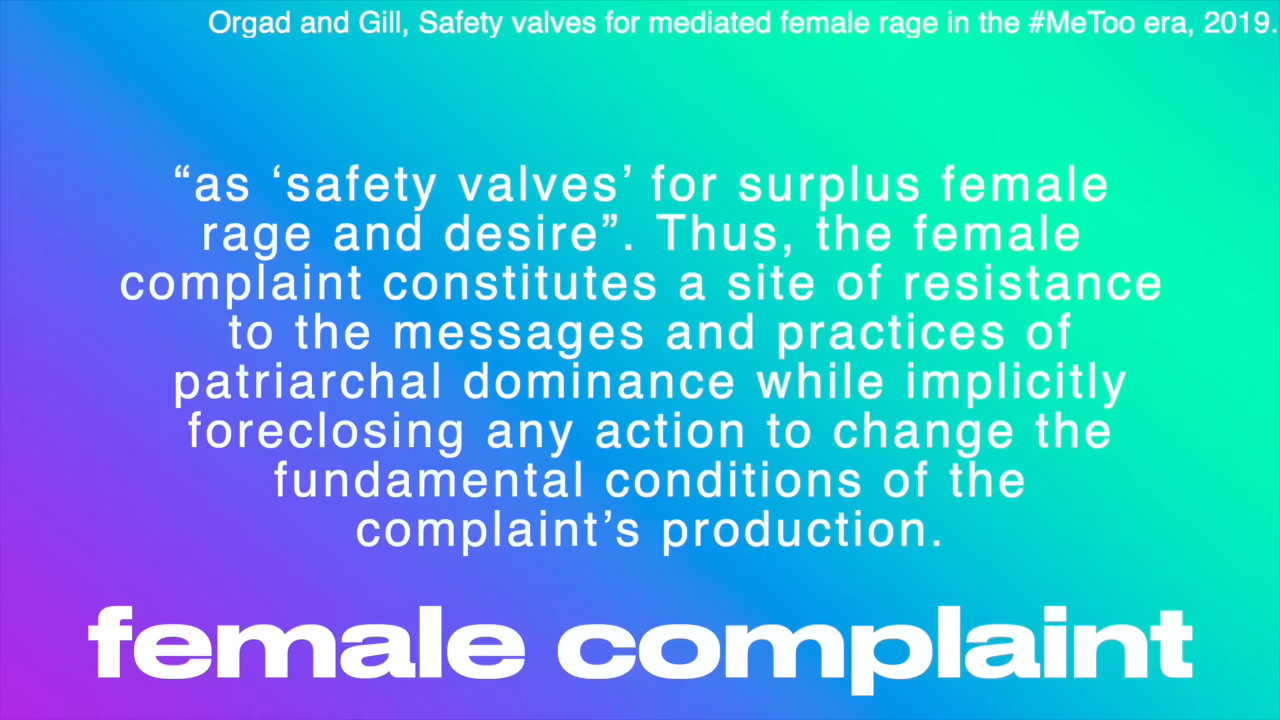 Orgad and Gill, Safety valves for mediated female rage in the #MeToo era, 2019.
“as ‘safety valves’ for surplus female
rage and desire”. Thus, the female
complaint constitutes a site of resistance
to the messages and practices of
patriarchal dominance while implicitly
foreclosing any action to change the
fundamental conditions of the
complaint’s production.
female complaint